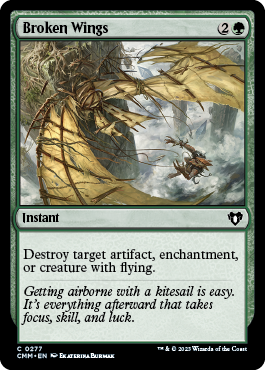 Broken Wings 2
Instant
Destroy target artifact, enchantment,
or creature with flying.
Getting airborne with a kitesail is easy.
It's everything afterward that takes
focus, skill, and luck.
C 0277
CMM • EN Ekaterina Burmak
™ & © 2023 Wizards of the Coast